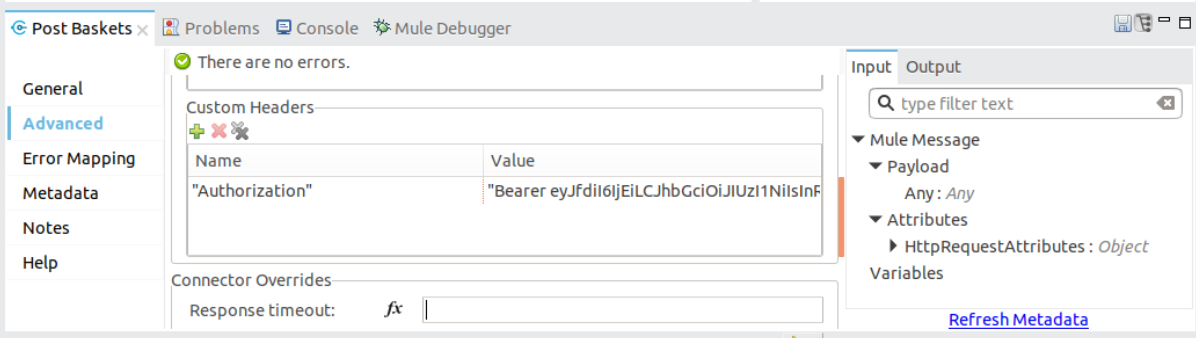 Post Baskets
Problems
Console
Mule Debugger
There are no errors.
General
Advanced
Error Mapping
Metadata
Notes
Help
Custom Headers
Name
Value
"Authorization"
"Bearer eyJfdiI6IjEiLCJhbGciOiJIUzI1NiIsInR
Connector Overrides
Response timeout:
fx
Input
Output
type filter text
Mule Message
Payload
Any : Any
Attributes
HttpRequestAttributes : Object
Variables
Refresh Metadata